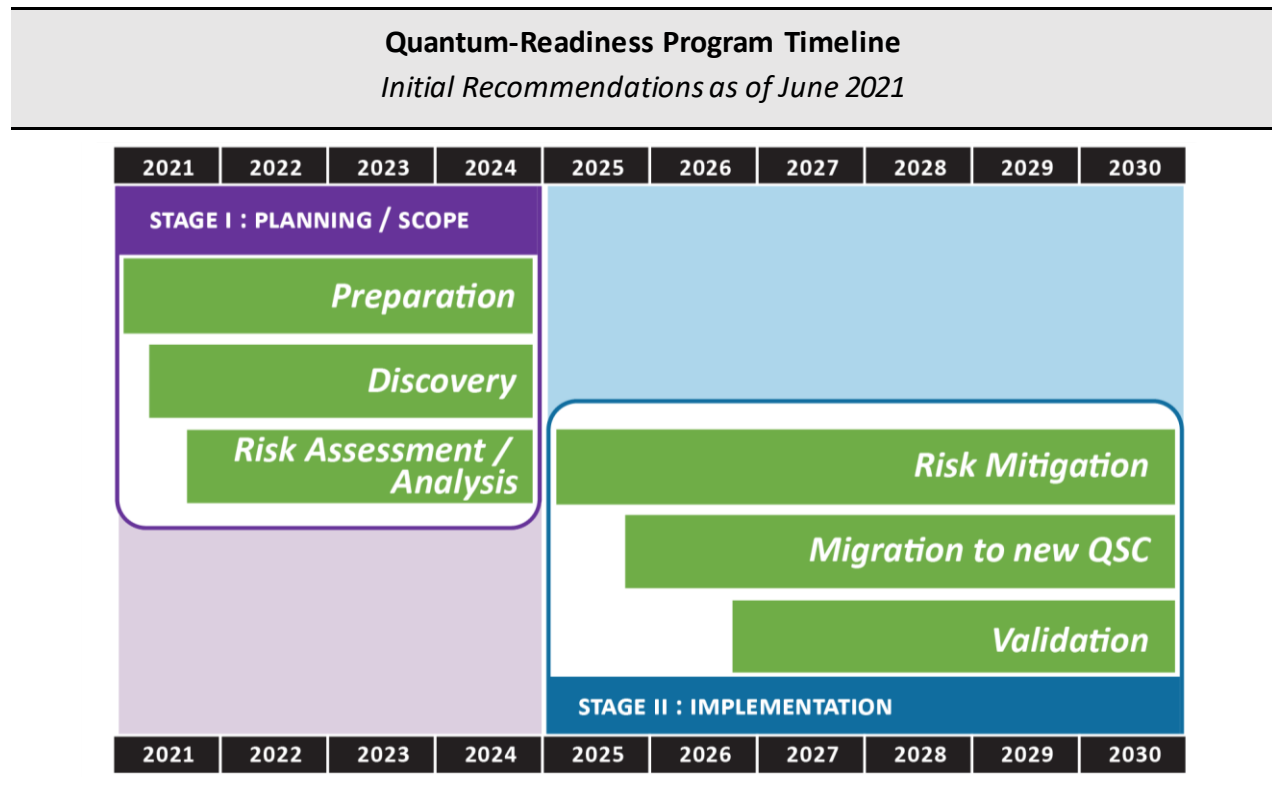 Quantum-Readiness Program Timeline
Initial Recommendations as of June 2021
2021 2022 2023 2024 2025 2026 2027 2028 2029 2030
STAGE I : PLANNING / SCOPE
Preparation
Discovery
Risk Assessment /
Analysis
Risk Mitigation
Migration to new QSC
Validation
STAGE II : IMPLEMENTATION
2021 2022 2023 2024 2025 2026 2027 2028 2029 2030